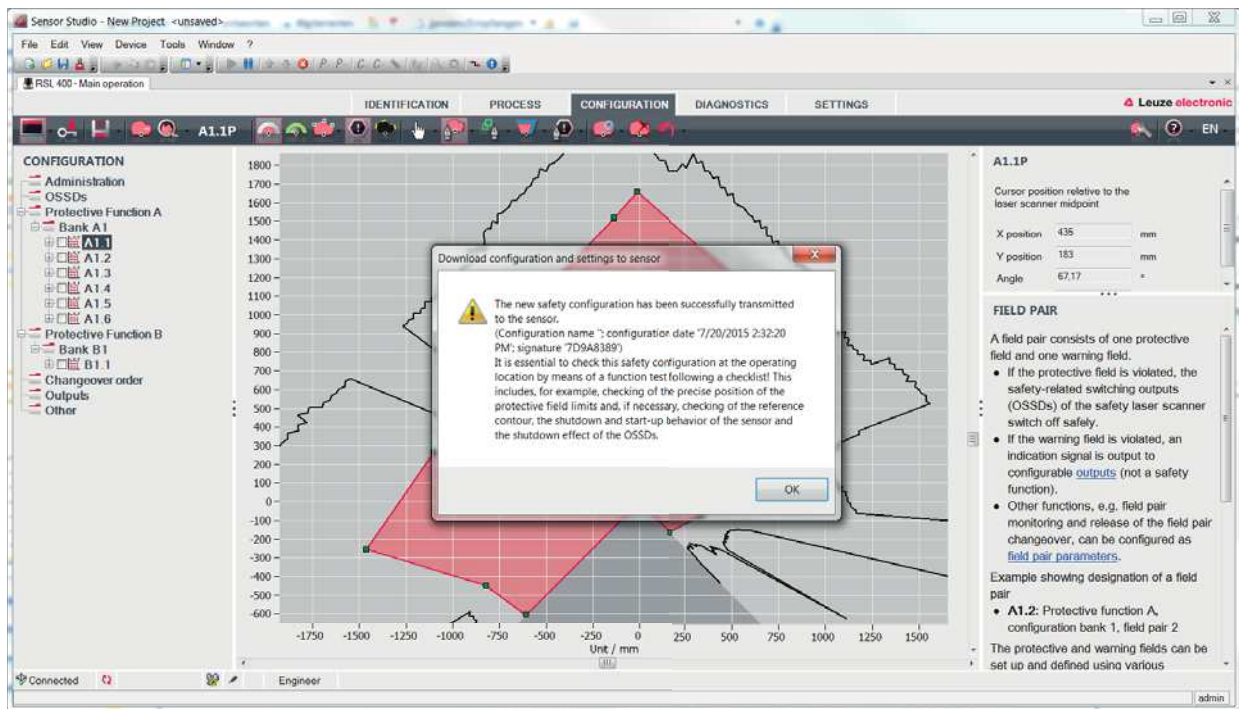 Sensor Studio - New Project <unsaved>
File Edit View Device Tools Window ?
RSL 400 - Main operation
IDENTIFICATION PROCESS CONFIGURATION DIAGNOSTICS SETTINGS
Leuze electronic
A1.1P
EN
CONFIGURATION
Administration
OSSDs
Protective Function A
Bank A1
A1.1
A1.2
A1.3
A1.4
A1.5
A1.6
Protective Function B
Bank B1
B1.1
Changeover order
Outputs
Other
1800
1700
1600
1500
1400
1300
1200
1100
1000
900
800
700
600
500
400
300
200
100
0
-100
-200
-300
-400
-500
-600
-1750 -1500 -1250 -1000 -750 -500 -250 0 250 500 750 1000 1250 1500
Unit / mm
Download configuration and settings to sensor
The new safety configuration has been successfully transmitted
to the sensor.
(Configuration name ''; configuration date '7/20/2015 2:32:20
PM'; signature '7D9A8389')
It is essential to check this safety configuration at the operating
location by means of a function test following a checklist! This
includes, for example, checking of the precise position of the
protective field limits and, if necessary, checking of the reference
contour, the shutdown and start-up behavior of the sensor and
the shutdown effect of the OSSDs.
OK
A1.1P
Cursor position relative to the
laser scanner midpoint
X position 436 mm
Y position 183 mm
Angle 67,17 °
FIELD PAIR
A field pair consists of one protective
field and one warning field.
• If the protective field is violated, the
safety-related switching outputs
(OSSDs) of the safety laser scanner
switch off safely.
• If the warning field is violated, an
indication signal is output to
configurable outputs (not a safety
function).
• Other functions, e.g. field pair
monitoring and release of the field pair
changeover, can be configured as
field pair parameters.
Example showing designation of a field
pair
• A1.2: Protective function A,
configuration bank 1, field pair 2
The protective and warning fields can be
set up and defined using various
Connected
Engineer
admin